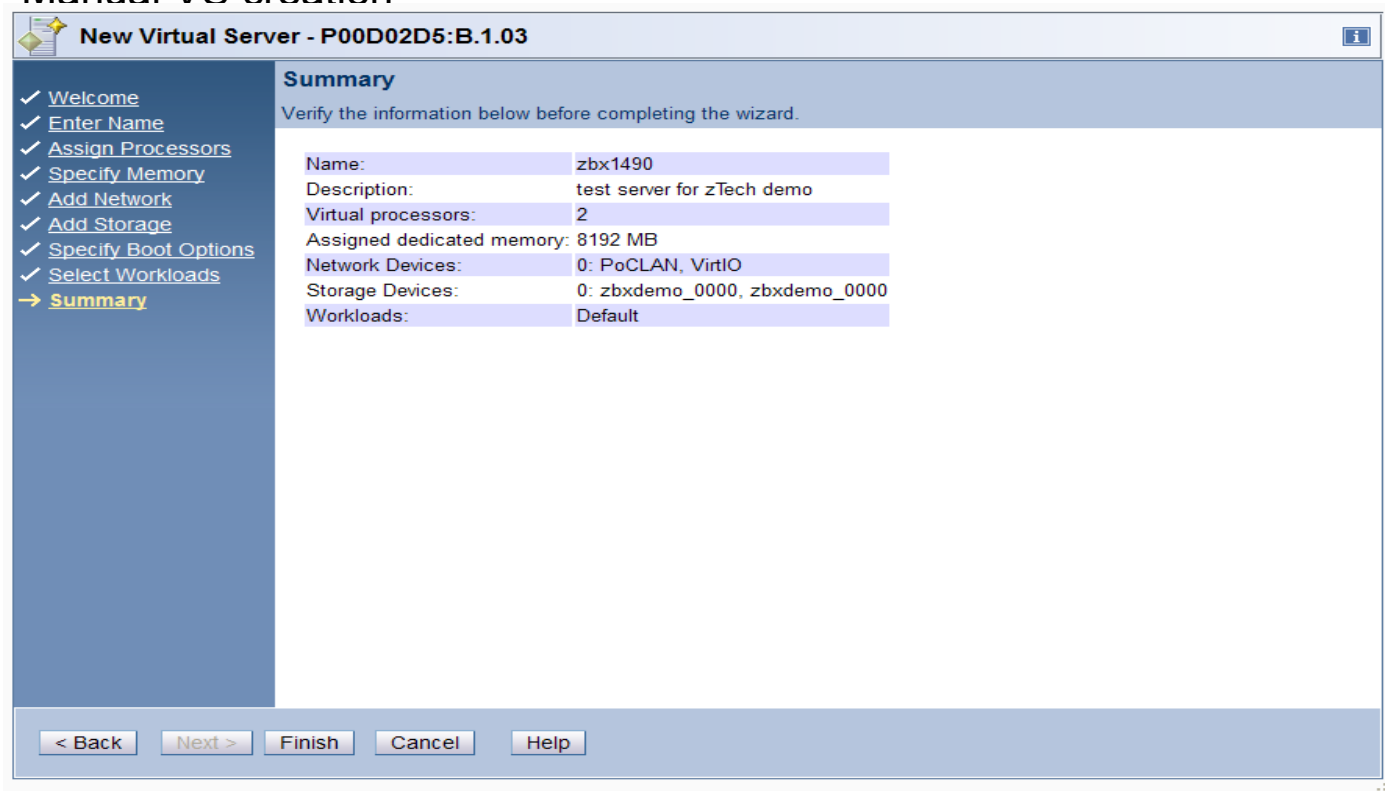 Manual VS creation
New Virtual Server - P00D02D5:B.1.03
i
Welcome
Enter Name
Assign Processors
Specify Memory
Add Network
Add Storage
Specify Boot Options
Select Workloads
Summary
Summary
Verify the information below before completing the wizard.
Name: zbx1490
Description: test server for zTech demo
Virtual processors: 2
Assigned dedicated memory: 8192 MB
Network Devices: 0: PoCLAN, VirtIO
Storage Devices: 0: zbxdemo_0000, zbxdemo_0000
Workloads: Default
< Back Next > Finish Cancel Help